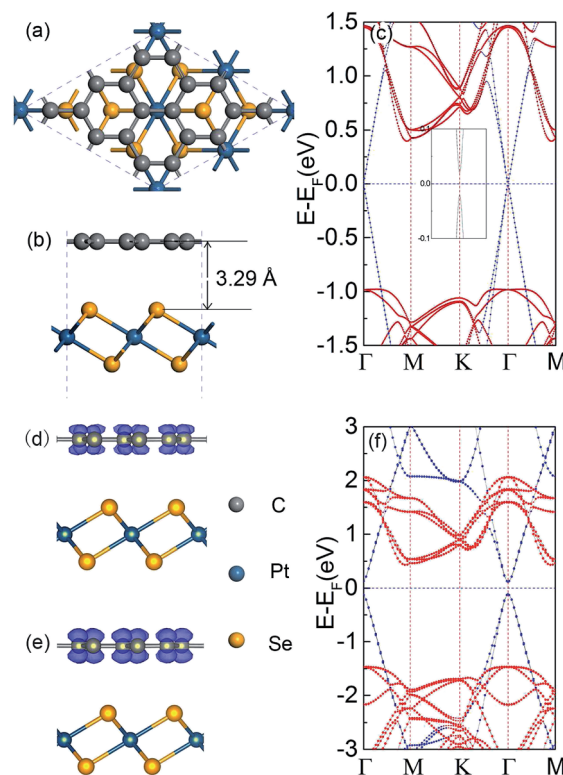 (a)
(b)
3.29 Å
(c)
E-E_F(eV)
1.5
1.0
0.5
0.0
-0.5
-1.0
-1.5
0.1
0.0
-0.1
Γ M K Γ M
(d)
C
Pt
(e)
Se
(f)
E-E_F(eV)
3
2
1
0
-1
-2
-3
Γ M K Γ M